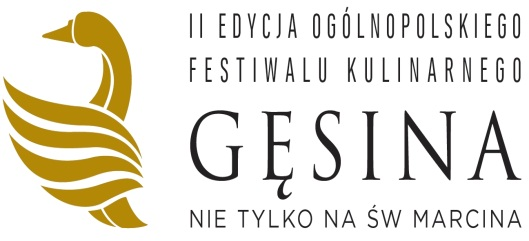 II EDYCJA OGÓLNOPOLSKIEGO
FESTIWALU KULINARNEGO
GĘSINA
NIE TYLKO NA ŚW MARCINA